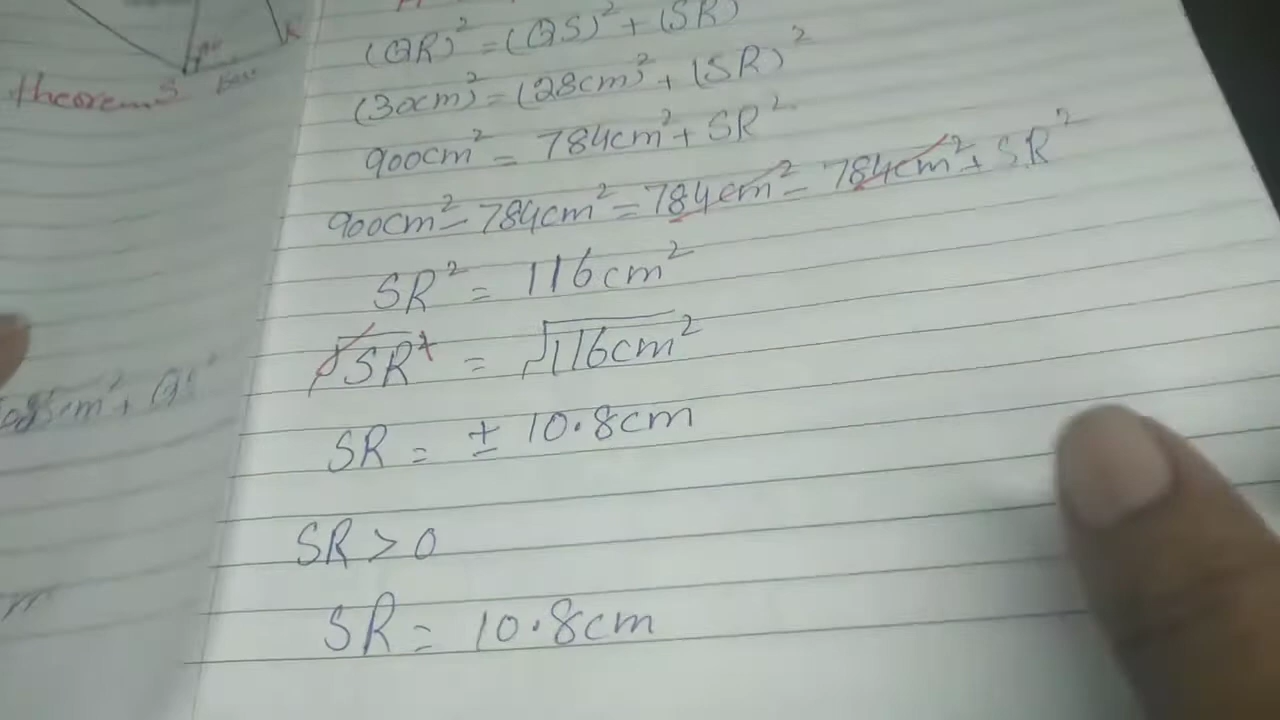 R
theorem
S
(QR)² = (QS)² + (SR)
(30cm)² = (28cm)² + (SR)²
900cm² = 784cm² + SR²
900cm² - 784cm² = 784cm² - 784cm² + SR²
SR² = 116cm²
√SR² = √116cm²
SR = ± 10.8cm
SR > 0
SR = 10.8cm